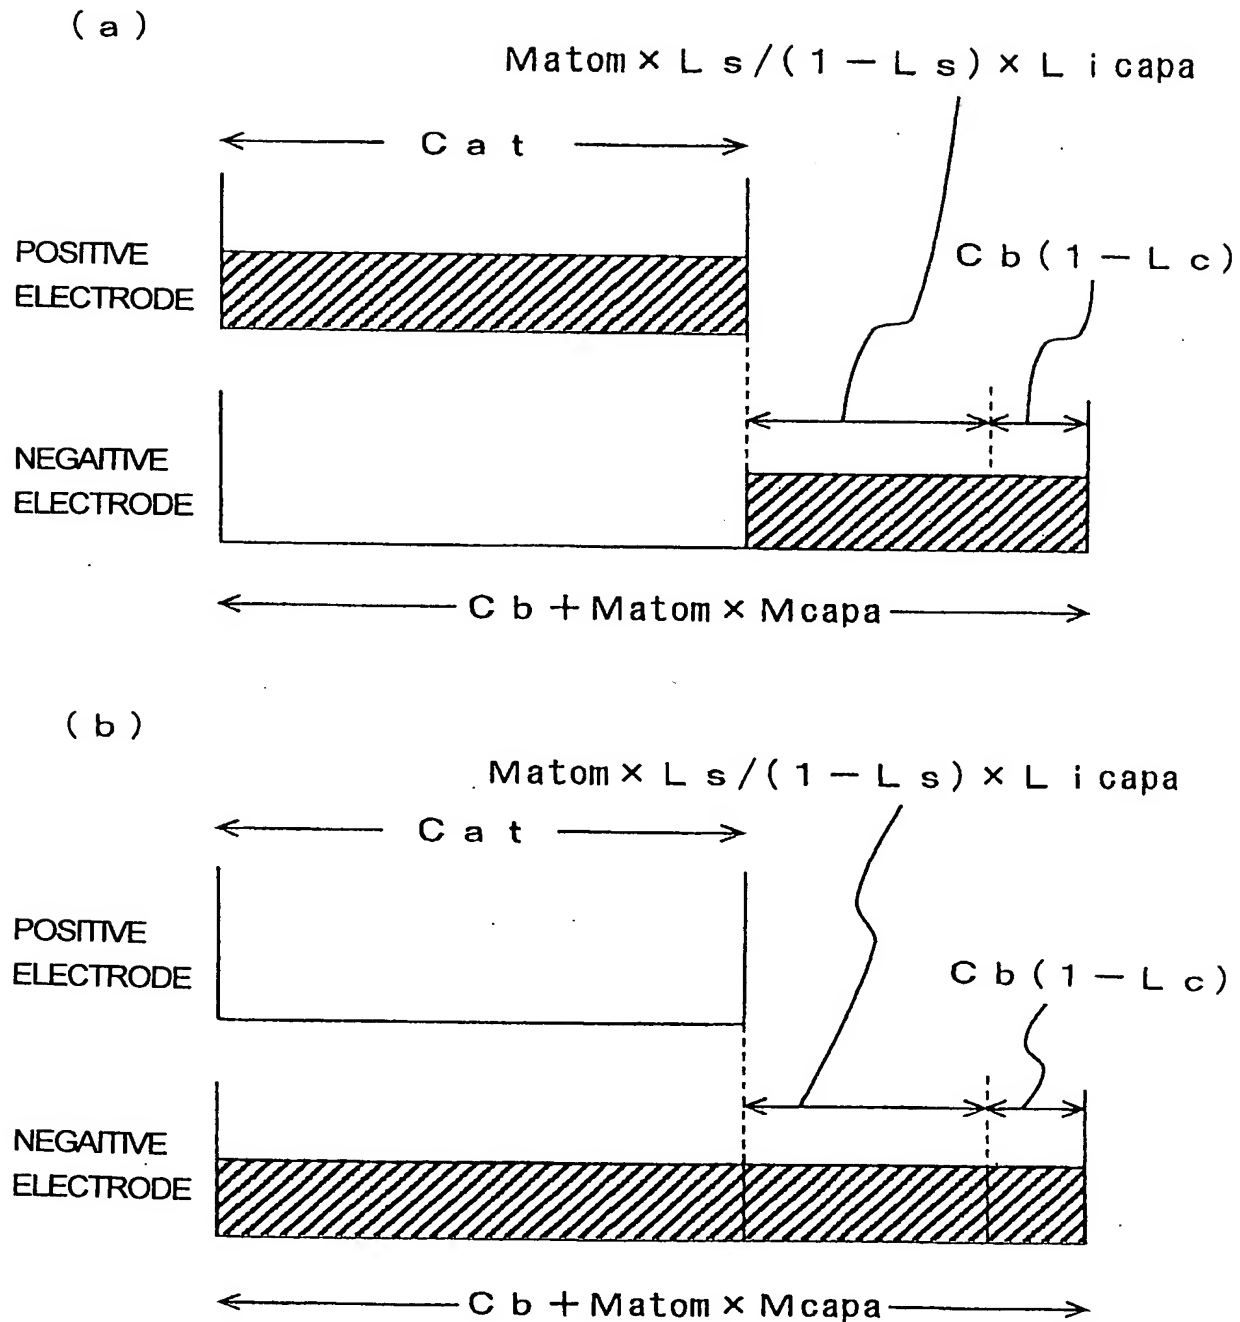 (a)
Matom×Ls/(1−Ls)×Licapa
Cat
POSITIVE
ELECTRODE
Cb(1−Lc)
NEGAITIVE
ELECTRODE
Cb+Matom×Mcapa
(b)
Matom×Ls/(1−Ls)×Licapa
Cat
POSITIVE
ELECTRODE
Cb(1−Lc)
NEGAITIVE
ELECTRODE
Cb+Matom×Mcapa